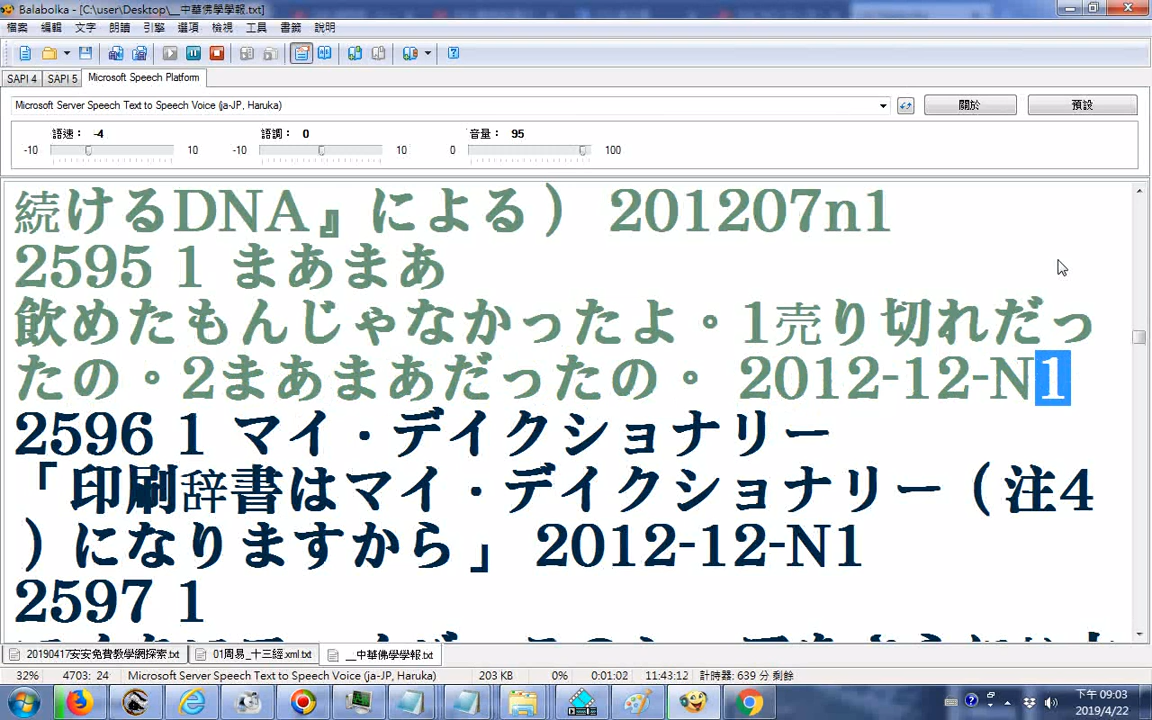 Balabolka - [C:\user\Desktop\__中華佛學學報.txt]
檔案 編輯 文字 朗讀 引擎 選項 檢視 工具 書籤 說明
SAPI 4 SAPI 5 Microsoft Speech Platform
Microsoft Server Speech Text to Speech Voice (ja-JP, Haruka) 關於 預設
語速： -4 語調： 0 音量： 95
-10 10 -10 10 0 100
続けるDNA』による） 201207n1
2595 1 まあまあ
飲めたもんじゃなかったよ。1売り切れだっ
たの。2まあまあだったの。 2012-12-N1
2596 1 マイ・デイクショナリー
「印刷辞書はマイ・デイクショナリー（注4
）になりますから」 2012-12-N1
2597 1
20190417安安免費教學網探索.txt 01周易_十三經.xml.txt __中華佛學學報.txt
32% 4703: 24 Microsoft Server Speech Text to Speech Voice (ja-JP, Haruka) 203 KB 0% 0:01:02 11:43:12 計時器: 639 分 剩餘
下午 09:03
2019/4/22